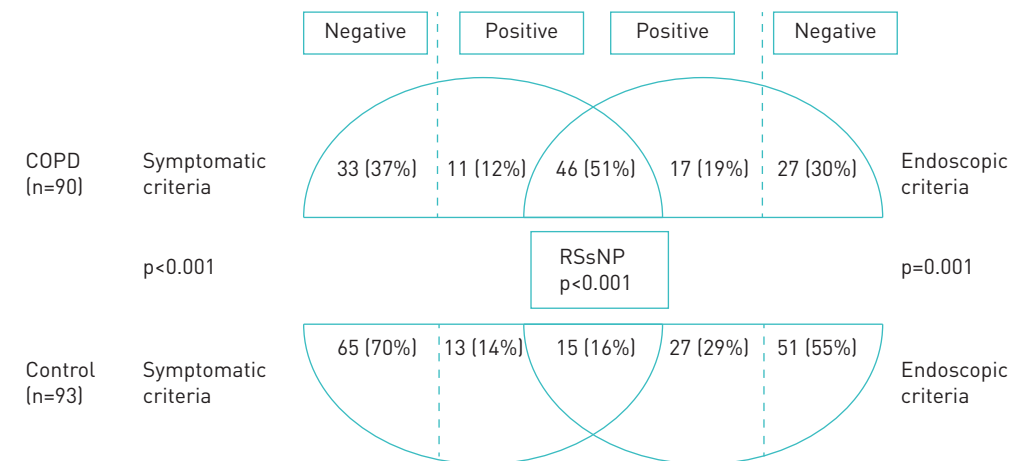 Negative Positive Positive Negative
COPD
(n=90)
Symptomatic
criteria
33 (37%) 11 (12%) 46 (51%) 17 (19%) 27 (30%)
Endoscopic
criteria
p<0.001
RSsNP
p<0.001
p=0.001
Control
(n=93)
Symptomatic
criteria
65 (70%) 13 (14%) 15 (16%) 27 (29%) 51 (55%)
Endoscopic
criteria